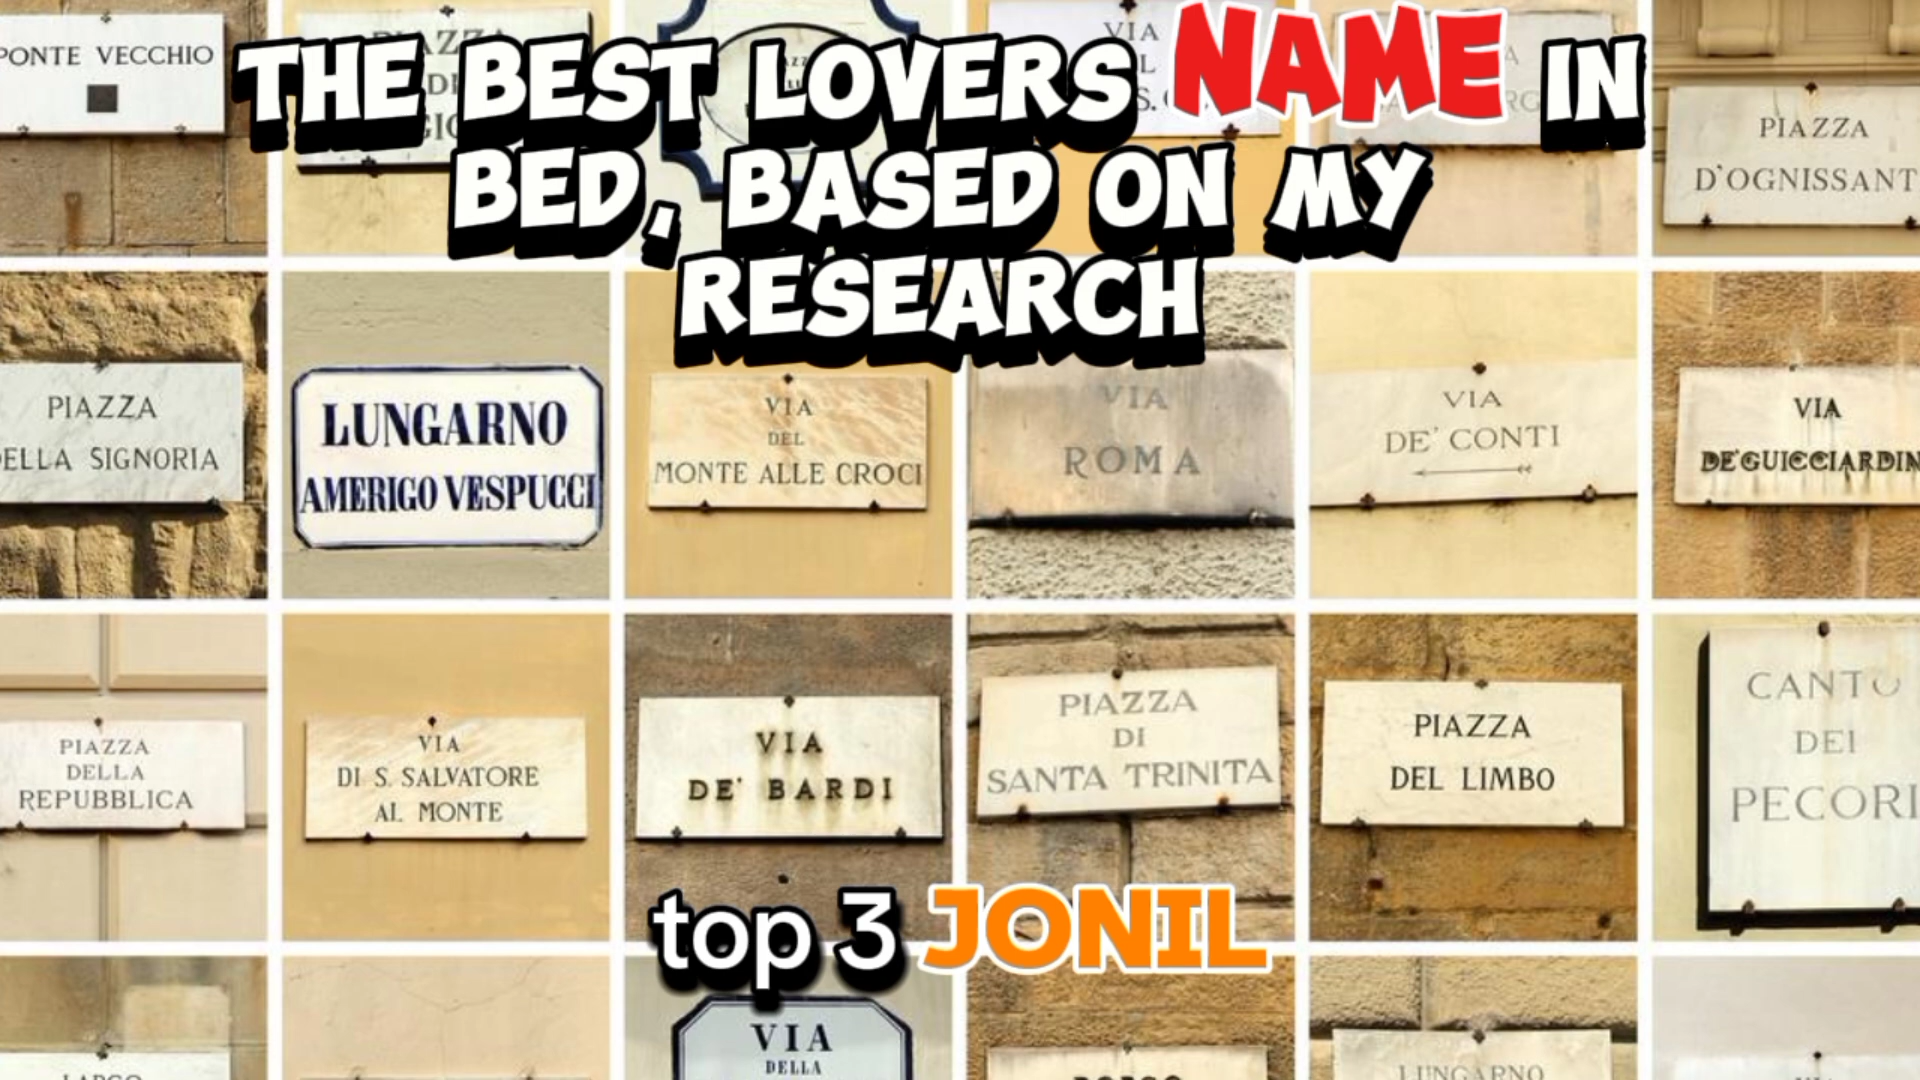 THE BEST LOVERS NAME IN
BED, BASED ON MY
RESEARCH
PONTE VECCHIO
VIA
PIAZZA
D'OGNISSANT
PIAZZA
ELLA SIGNORIA
LUNGARNO
AMERIGO VESPUCCI
VIA
DEL
MONTE ALLE CROCI
VIA
ROMA
VIA
DE' CONTI
VIA
DE'GUICCIARDIN
PIAZZA
DELLA
REPUBBLICA
VIA
DI S. SALVATORE
AL MONTE
VIA
DE' BARDI
PIAZZA
DI
SANTA TRINITA
PIAZZA
DEL LIMBO
CANTO
DEI
PECORI
top 3 JONIL
VIA
DELLA
LUNGARNO